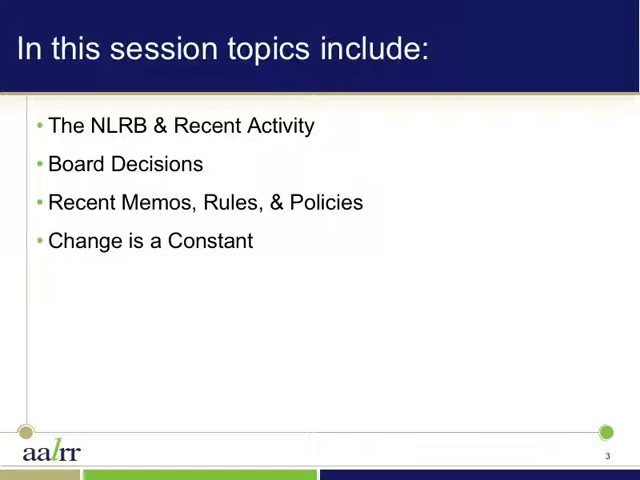 In this session topics include:
• The NLRB & Recent Activity
• Board Decisions
• Recent Memos, Rules, & Policies
• Change is a Constant
aalrr
3